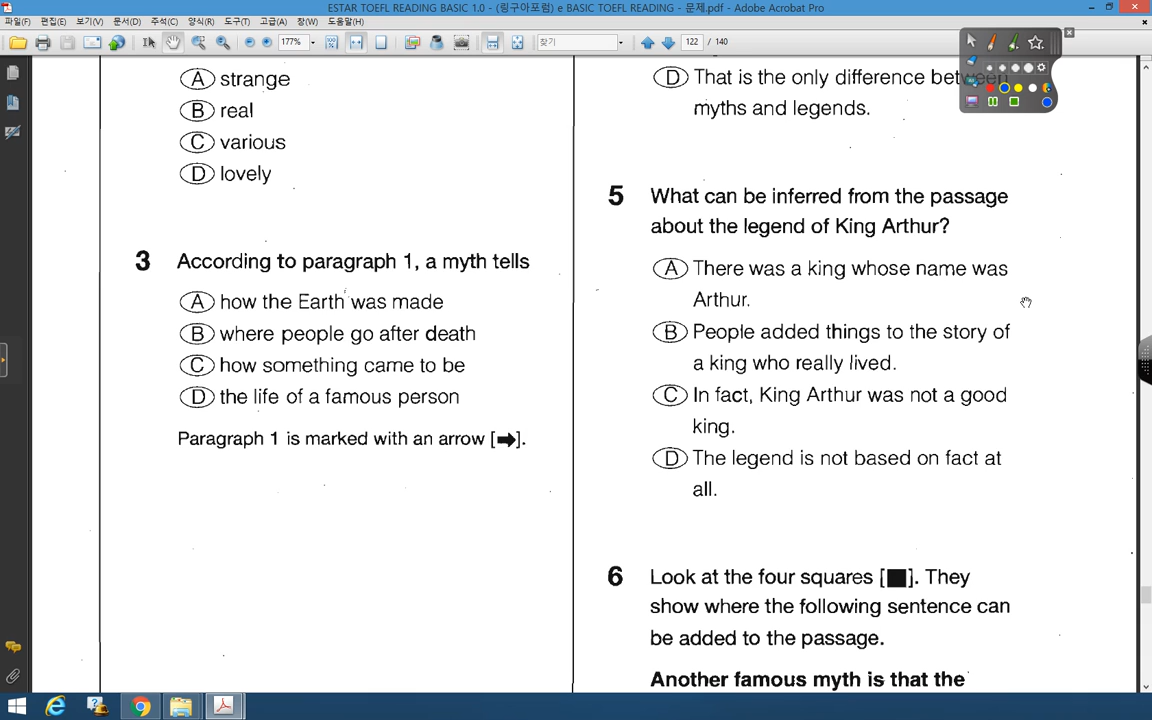 ESTAR TOEFL READING BASIC 1.0 - (링구아포럼) e BASIC TOEFL READING - 문제.pdf - Adobe Acrobat Pro
파일(F) 편집(E) 보기(V) 문서(D) 주석(C) 양식(R) 도구(T) 고급(A) 창(W) 도움말(H)
177% 찾기 122 / 140
A strange
B real
C various
D lovely
3 According to paragraph 1, a myth tells
A how the Earth was made
B where people go after death
C how something came to be
D the life of a famous person
Paragraph 1 is marked with an arrow [➡].
D That is the only difference between
myths and legends.
5 What can be inferred from the passage
about the legend of King Arthur?
A There was a king whose name was
Arthur.
B People added things to the story of
a king who really lived.
C In fact, King Arthur was not a good
king.
D The legend is not based on fact at
all.
6 Look at the four squares [■]. They
show where the following sentence can
be added to the passage.
Another famous myth is that the